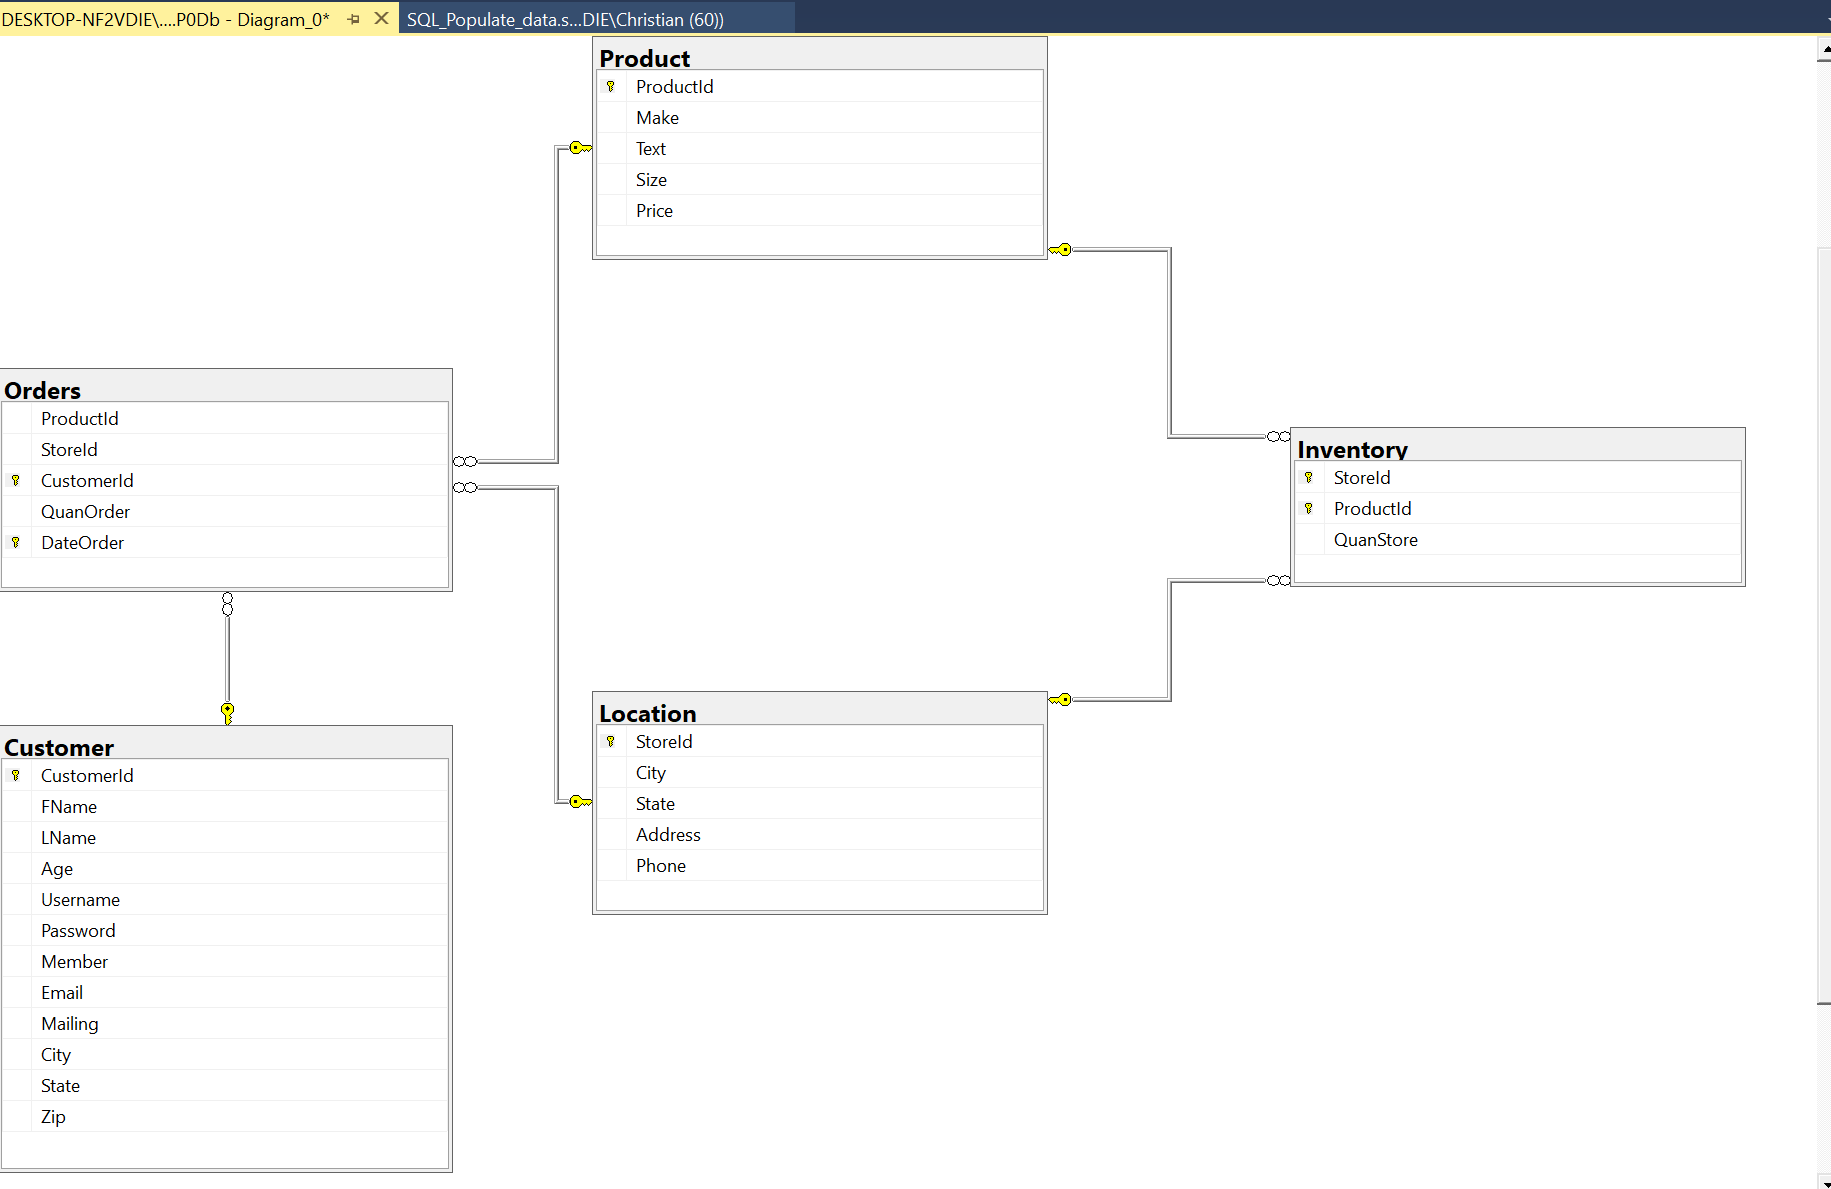 DESKTOP-NF2VDIE\....P0Db - Diagram_0*
SQL_Populate_data.s...DIE\Christian (60))
Product
ProductId
Make
Text
Size
Price
Orders
ProductId
StoreId
CustomerId
QuanOrder
DateOrder
Inventory
StoreId
ProductId
QuanStore
Location
StoreId
City
State
Address
Phone
Customer
CustomerId
FName
LName
Age
Username
Password
Member
Email
Mailing
City
State
Zip